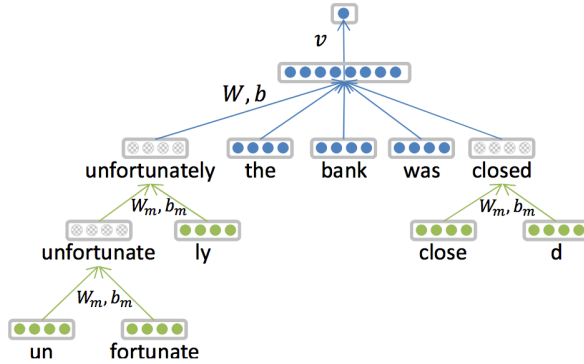 v
W, b
unfortunately the bank was closed
W_m, b_m W_m, b_m
unfortunate ly close d
W_m, b_m
un fortunate